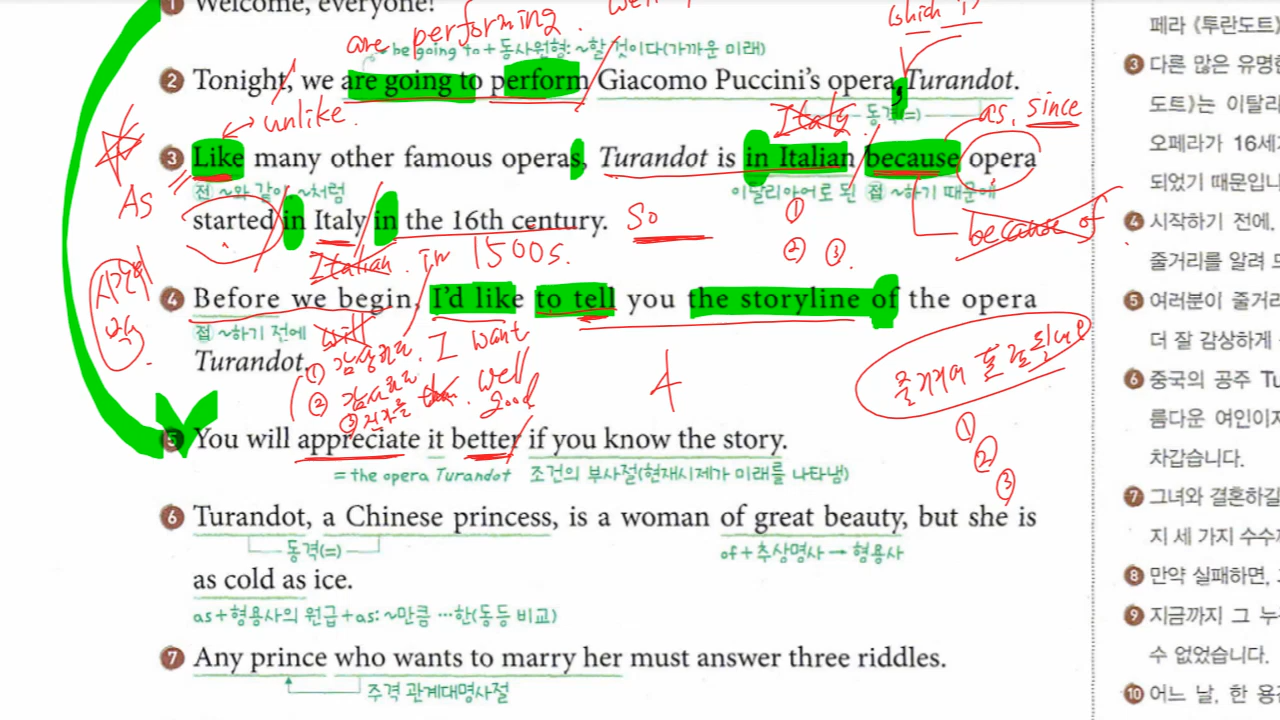 1 Welcome, everyone!
are performing.
which is
be going to + 동사원형: ~할 것이다(가까운 미래)
2 Tonight, we are going to perform Giacomo Puccini's opera, Turandot.
동격(=)
unlike.
Italy
as, since
3 Like many other famous operas, Turandot is in Italian because opera
전 ~와 같이, ~처럼
이탈리아어로 된
접 ~하기 때문에
As
started in Italy in the 16th century. So
① ② ③
because of
Italian. in 1500s.
4 Before we begin, I'd like to tell you the storyline of the opera
접 ~하기 전에
will
I want
Turandot.
① 감상하다.
② 감사하다
③
well
good
5 You will appreciate it better if you know the story.
① ② ③
= the opera Turandot
조건의 부사절(현재시제가 미래를 나타냄)
6 Turandot, a Chinese princess, is a woman of great beauty, but she is
동격(=)
of + 추상명사 → 형용사
as cold as ice.
as+형용사의 원급+as: ~만큼 …한(동등 비교)
7 Any prince who wants to marry her must answer three riddles.
주격 관계대명사절
페라 〈투란도트〉
3 다른 많은 유명한
도트〉는 이탈리
오페라가 16세기
되었기 때문입니
4 시작하기 전에,
줄거리를 알려 드
5 여러분이 줄거리
더 잘 감상하게
6 중국의 공주 Tu
름다운 여인이지
차갑습니다.
7 그녀와 결혼하길
지 세 가지 수수
8 만약 실패하면,
9 지금까지 그 누
수 없었습니다.
10 어느 날, 한 용